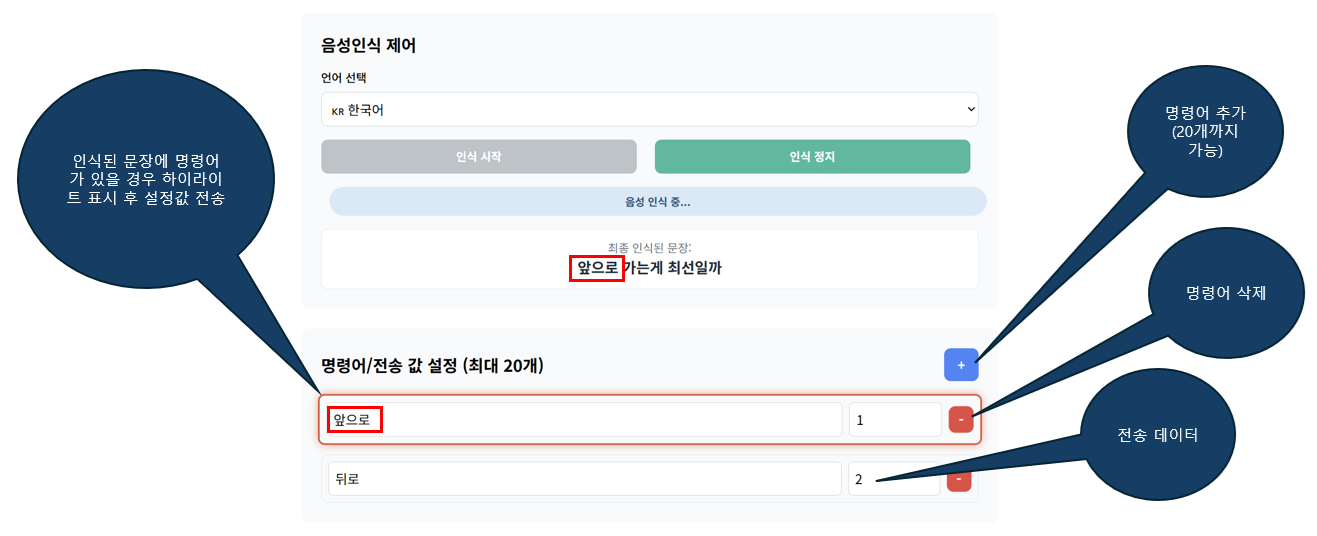 음성인식 제어
언어 선택
KR 한국어
인식 시작
인식 정지
음성 인식 중...
최종 인식된 문장:
앞으로 가는게 최선일까
명령어/전송 값 설정 (최대 20개)
+
앞으로
1
-
뒤로
2
-
인식된 문장에 명령어
가 있을 경우 하이라이
트 표시 후 설정값 전송
명령어 추가
(20개까지
가능)
명령어 삭제
전송 데이터